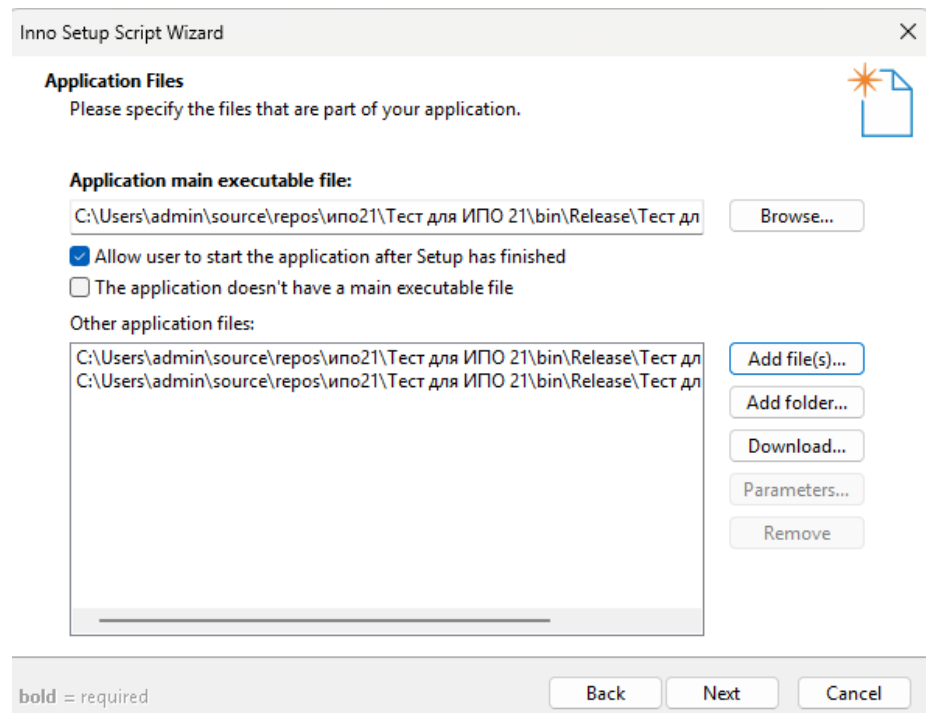 Inno Setup Script Wizard
Application Files
Please specify the files that are part of your application.
Application main executable file:
C:\Users\admin\source\repos\ипо21\Тест для ИПО 21\bin\Release\Тест дл
Browse...
Allow user to start the application after Setup has finished
The application doesn't have a main executable file
Other application files:
C:\Users\admin\source\repos\ипо21\Тест для ИПО 21\bin\Release\Тест дл
C:\Users\admin\source\repos\ипо21\Тест для ИПО 21\bin\Release\Тест дл
Add file(s)...
Add folder...
Download...
Parameters...
Remove
bold = required
Back
Next
Cancel